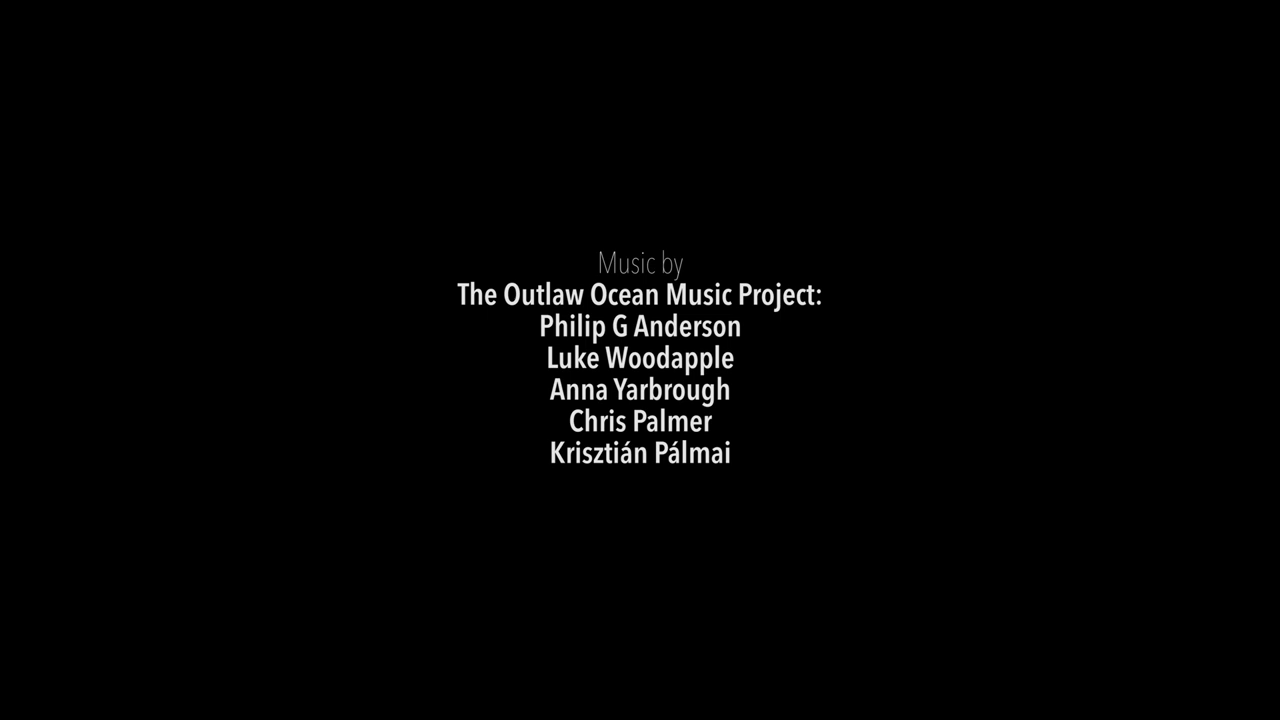 Music by
The Outlaw Ocean Music Project:
Philip G Anderson
Luke Woodapple
Anna Yarbrough
Chris Palmer
Krisztián Pálmai